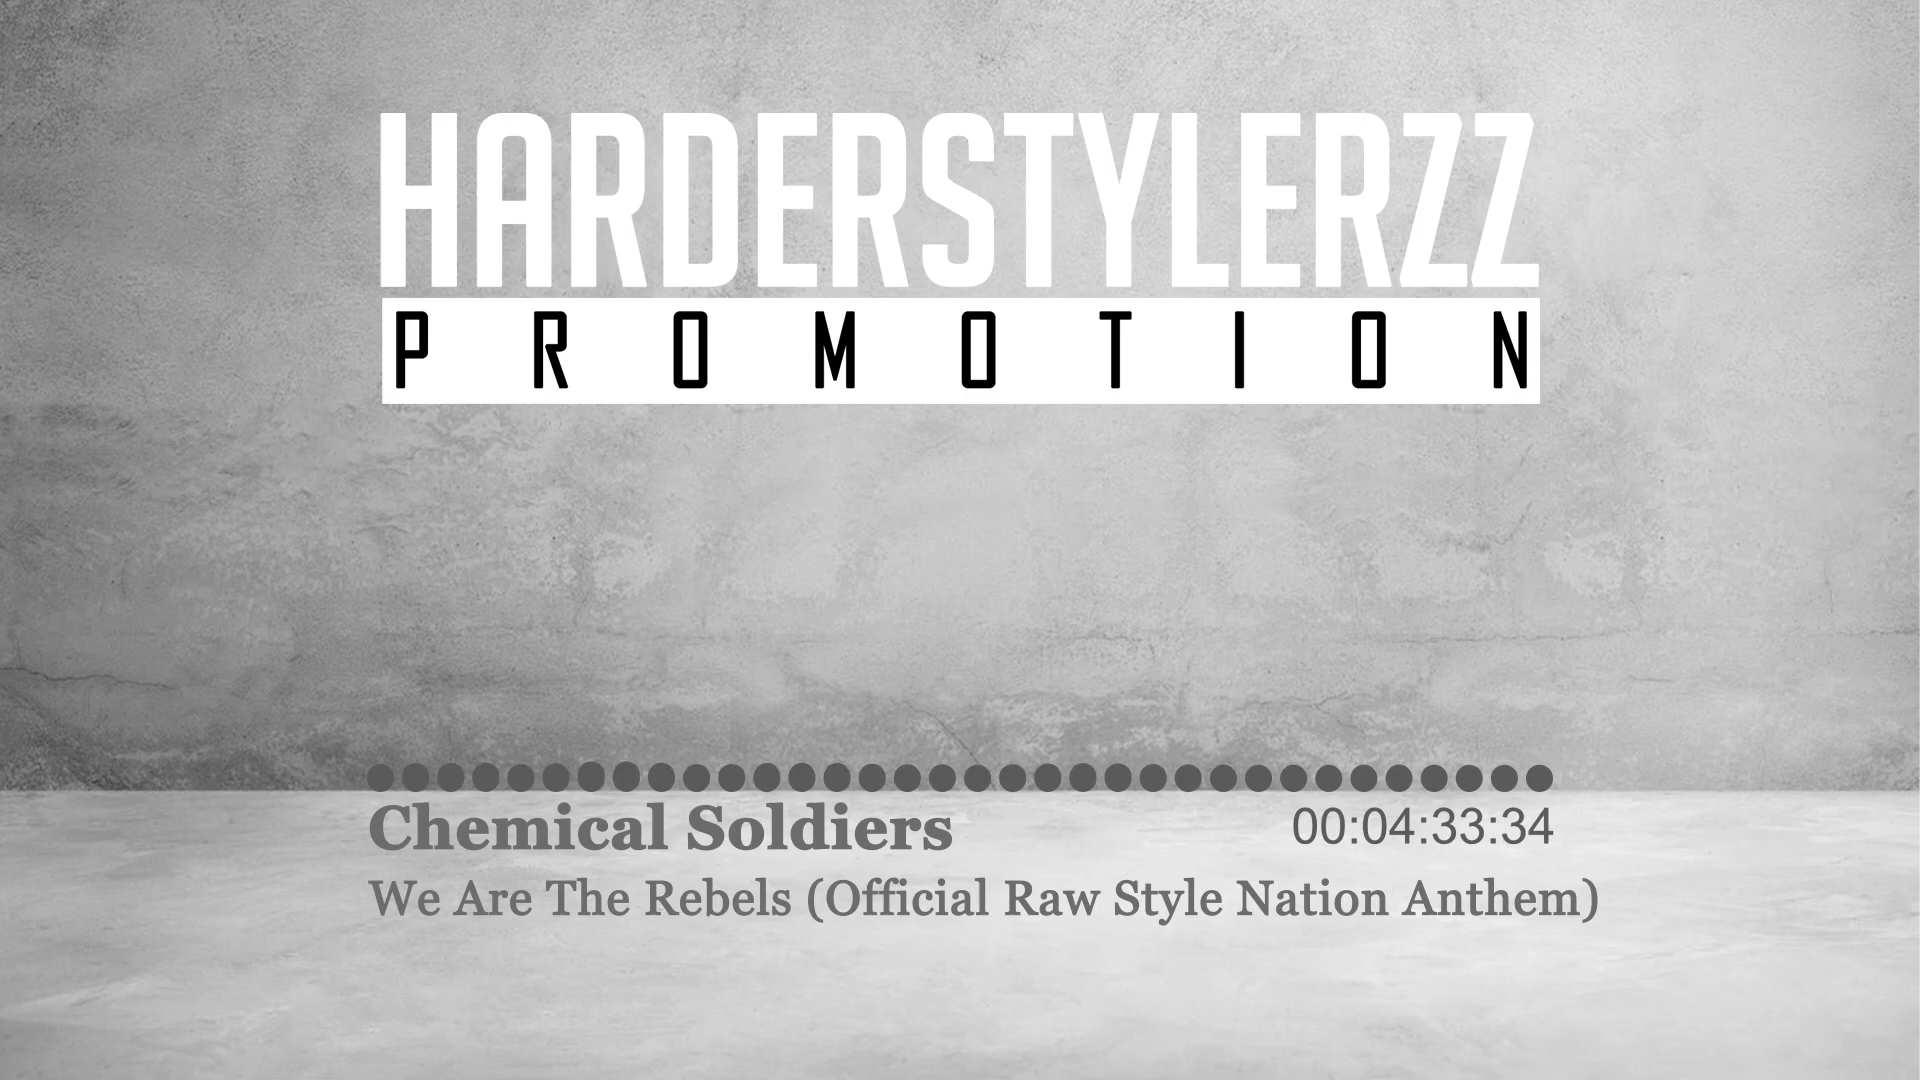 HARDERSTYLERZZ
PROMOTION
Chemical Soldiers 00:04:33:34
We Are The Rebels (Official Raw Style Nation Anthem)